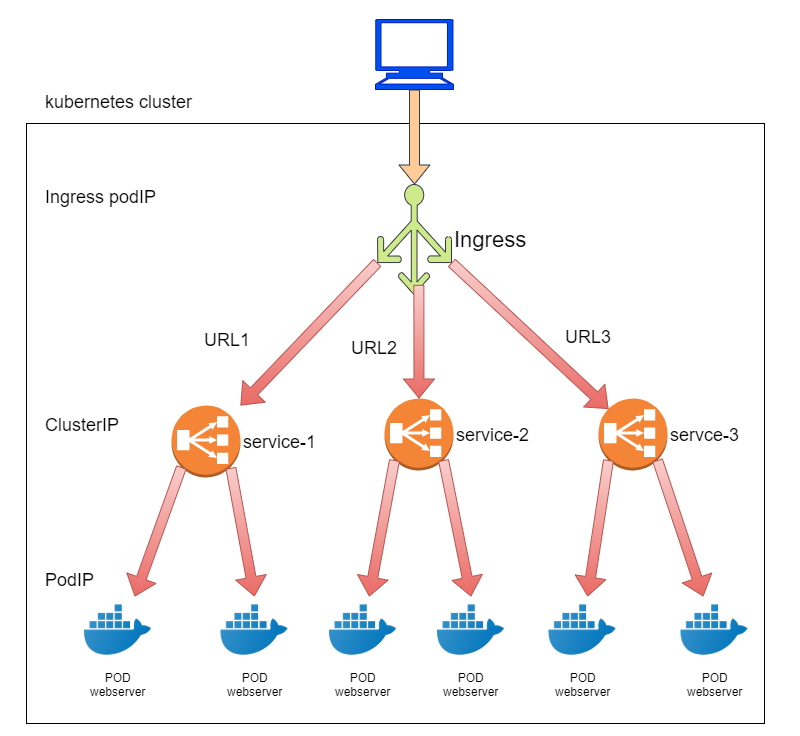 kubernetes cluster
Ingress podIP
Ingress
URL1
URL2
URL3
ClusterIP
service-1
service-2
servce-3
PodIP
POD
webserver
POD
webserver
POD
webserver
POD
webserver
POD
webserver
POD
webserver